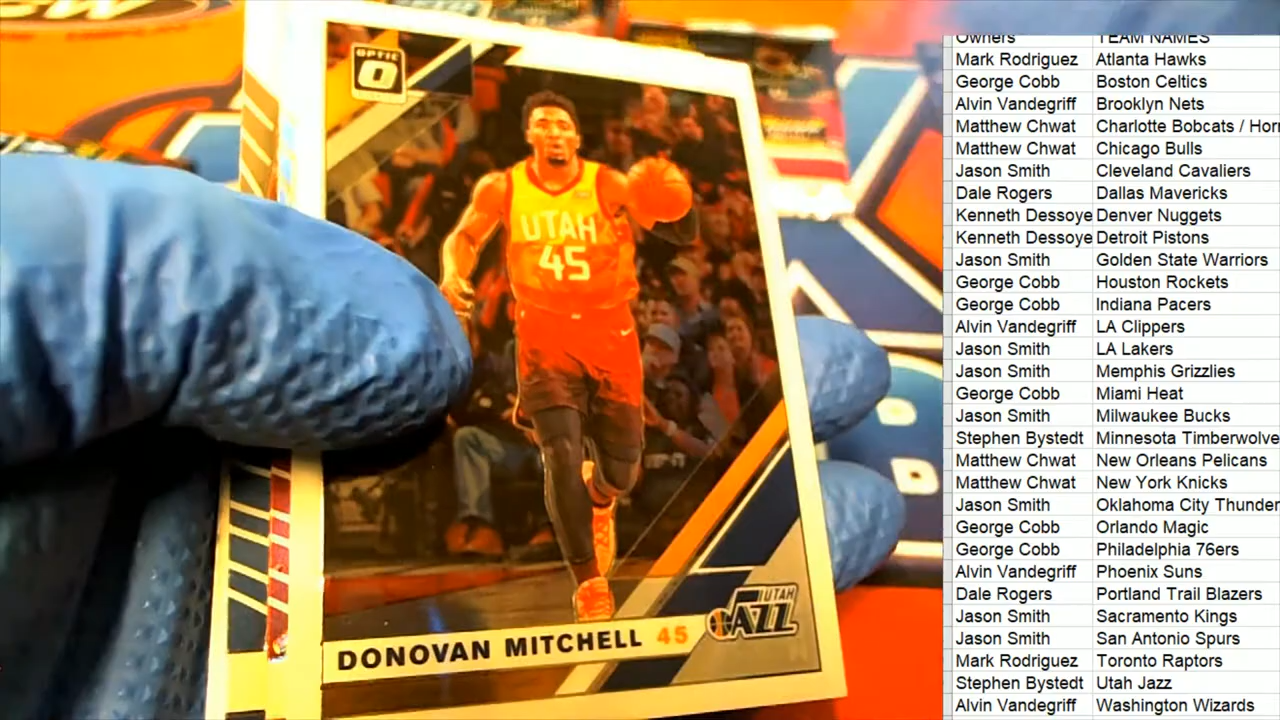 OPTIC
O
UTAH
45
UTAH
JAZZ
DONOVAN MITCHELL 45
Owners TEAM NAMES
Mark Rodriguez Atlanta Hawks
George Cobb Boston Celtics
Alvin Vandegriff Brooklyn Nets
Matthew Chwat Charlotte Bobcats / Horn
Matthew Chwat Chicago Bulls
Jason Smith Cleveland Cavaliers
Dale Rogers Dallas Mavericks
Kenneth Dessoye Denver Nuggets
Kenneth Dessoye Detroit Pistons
Jason Smith Golden State Warriors
George Cobb Houston Rockets
George Cobb Indiana Pacers
Alvin Vandegriff LA Clippers
Jason Smith LA Lakers
Jason Smith Memphis Grizzlies
George Cobb Miami Heat
Jason Smith Milwaukee Bucks
Stephen Bystedt Minnesota Timberwolve
Matthew Chwat New Orleans Pelicans
Matthew Chwat New York Knicks
Jason Smith Oklahoma City Thunder
George Cobb Orlando Magic
George Cobb Philadelphia 76ers
Alvin Vandegriff Phoenix Suns
Dale Rogers Portland Trail Blazers
Jason Smith Sacramento Kings
Jason Smith San Antonio Spurs
Mark Rodriguez Toronto Raptors
Stephen Bystedt Utah Jazz
Alvin Vandegriff Washington Wizards